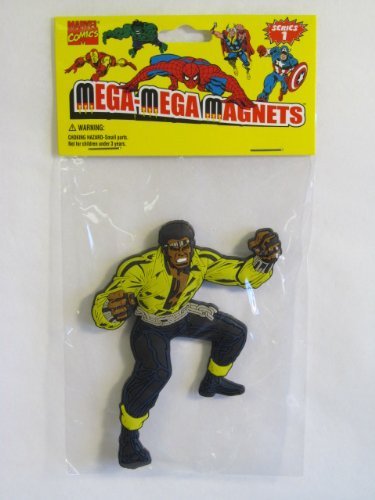 MARVEL
COMICS
SERIES
1
MEGA-MEGA MAGNETS
⚠ WARNING:
CHOKING HAZARD-Small parts.
Not for children under 3 years.